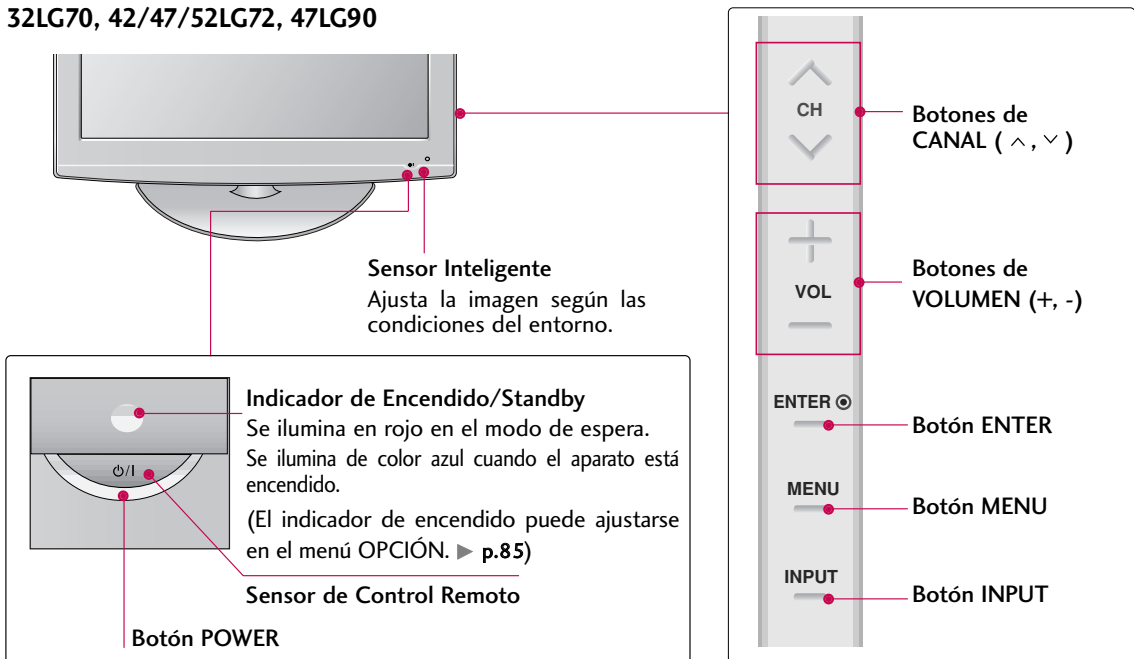 32LG70, 42/47/52LG72, 47LG90
Sensor Inteligente
Ajusta la imagen según las
condiciones del entorno.
Indicador de Encendido/Standby
Se ilumina en rojo en el modo de espera.
Se ilumina de color azul cuando el aparato está
encendido.
(El indicador de encendido puede ajustarse
en el menú OPCIÓN. ► p.85)
Sensor de Control Remoto
Botón POWER
⏻/I
CH
Botones de
CANAL ( ^, ˅ )
VOL
Botones de
VOLUMEN (+, -)
ENTER ⦿
Botón ENTER
MENU
Botón MENU
INPUT
Botón INPUT